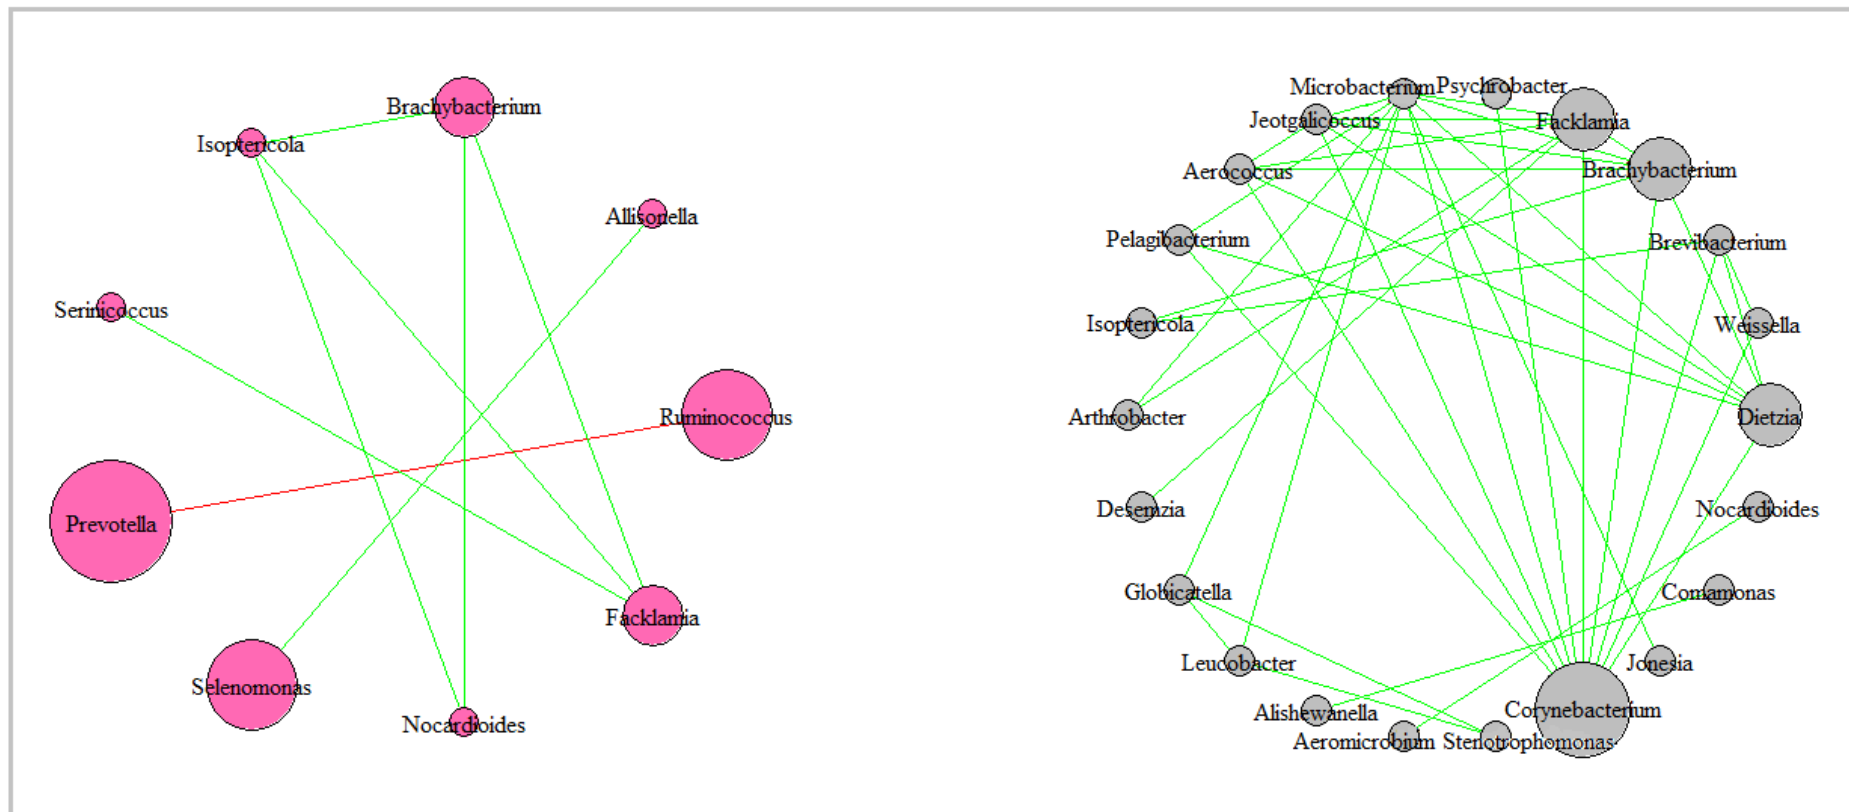 Brachybacterium
Isoptericola
Allisonella
Serinicoccus
Ruminococcus
Prevotella
Facklamia
Selenomonas
Nocardioides
Microbacterium
Psychrobacter
Jeotgalicoccus
Facklamia
Aerococcus
Brachybacterium
Pelagibacterium
Brevibacterium
Isoptericola
Weissella
Arthrobacter
Dietzia
Desemzia
Nocardioides
Globicatella
Comamonas
Leucobacter
Jonesia
Alishewanella
Corynebacterium
Aeromicrobium
Stenotrophomonas